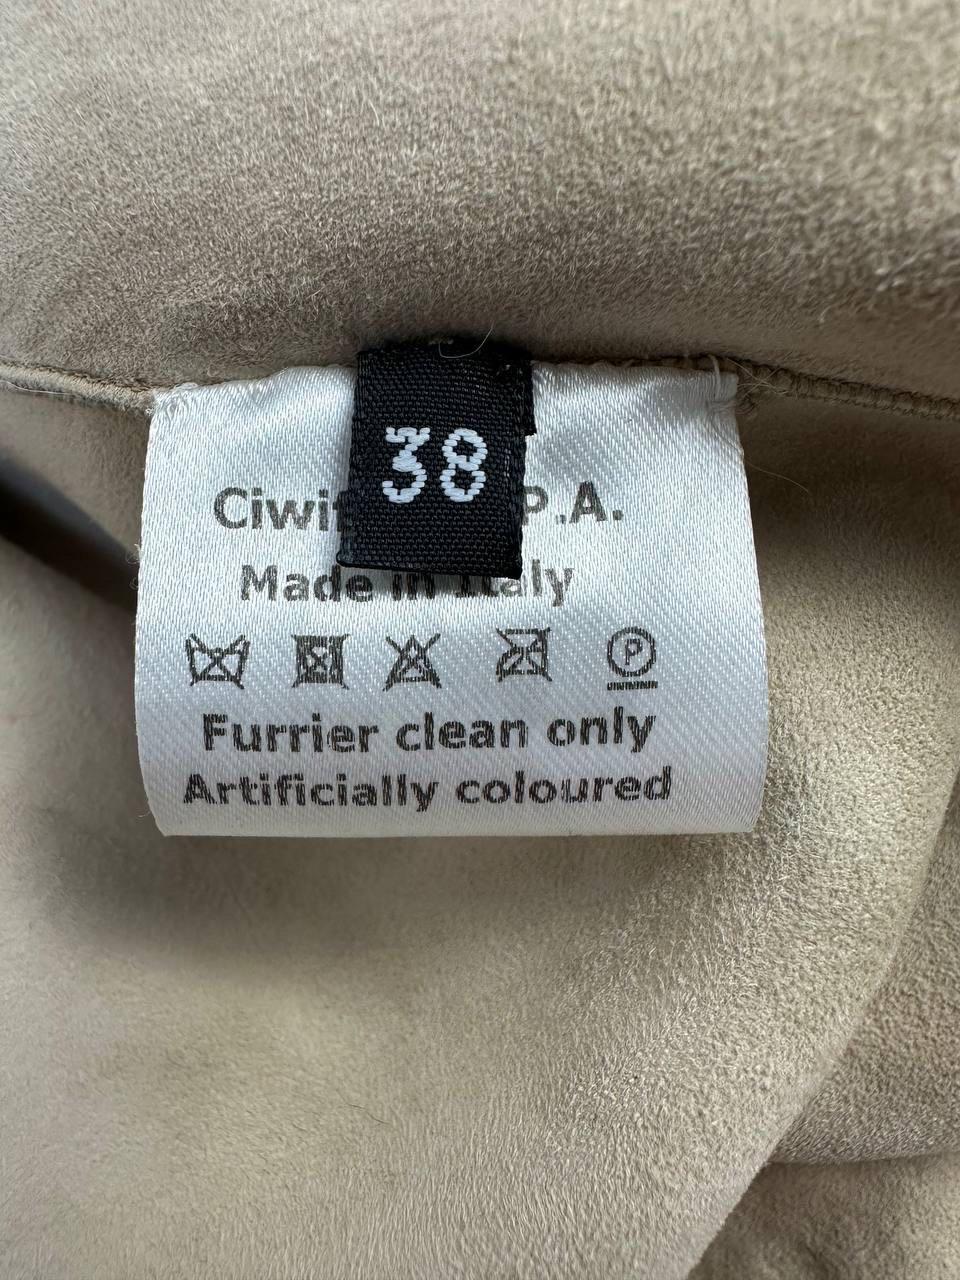 38
P.A.
Made in Italy
P
Furrier clean only
Artificially coloured